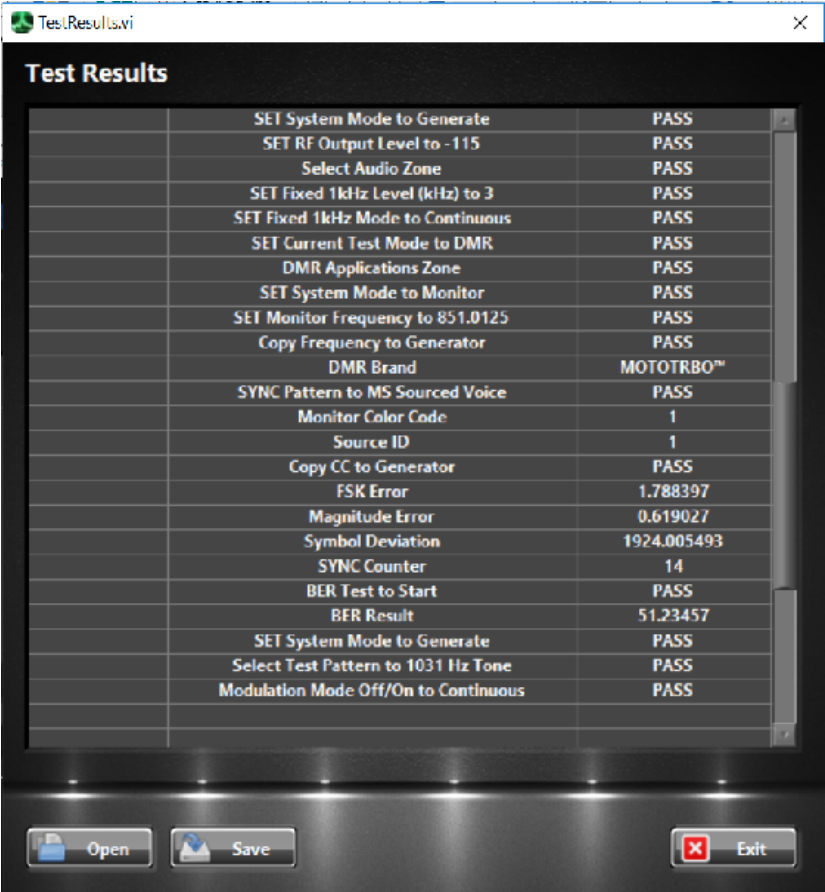 TestResults.vi
Test Results
SET System Mode to Generate PASS
SET RF Output Level to -115 PASS
Select Audio Zone PASS
SET Fixed 1kHz Level (kHz) to 3 PASS
SET Fixed 1kHz Mode to Continuous PASS
SET Current Test Mode to DMR PASS
DMR Applications Zone PASS
SET System Mode to Monitor PASS
SET Monitor Frequency to 851.0125 PASS
Copy Frequency to Generator PASS
DMR Brand MOTOTRBO™
SYNC Pattern to MS Sourced Voice PASS
Monitor Color Code 1
Source ID 1
Copy CC to Generator PASS
FSK Error 1.788397
Magnitude Error 0.619027
Symbol Deviation 1924.005493
SYNC Counter 14
BER Test to Start PASS
BER Result 51.23457
SET System Mode to Generate PASS
Select Test Pattern to 1031 Hz Tone PASS
Modulation Mode Off/On to Continuous PASS
Open Save Exit